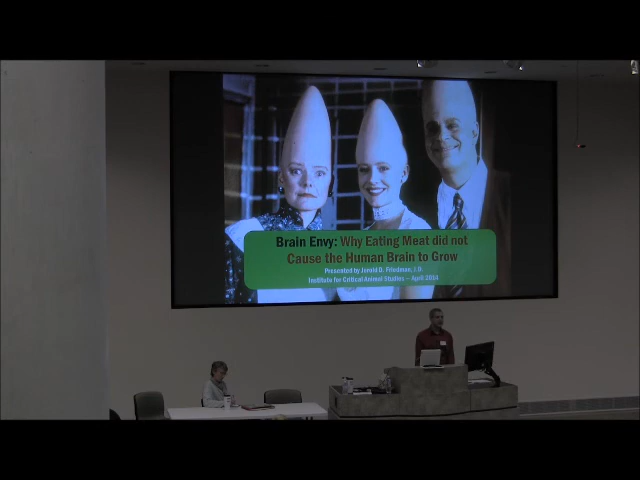 Brain Envy: Why Eating Meat did not
Cause the Human Brain to Grow
Presented by Jerold D. Friedman, J.D.
Institute for Critical Animal Studies – April 2014